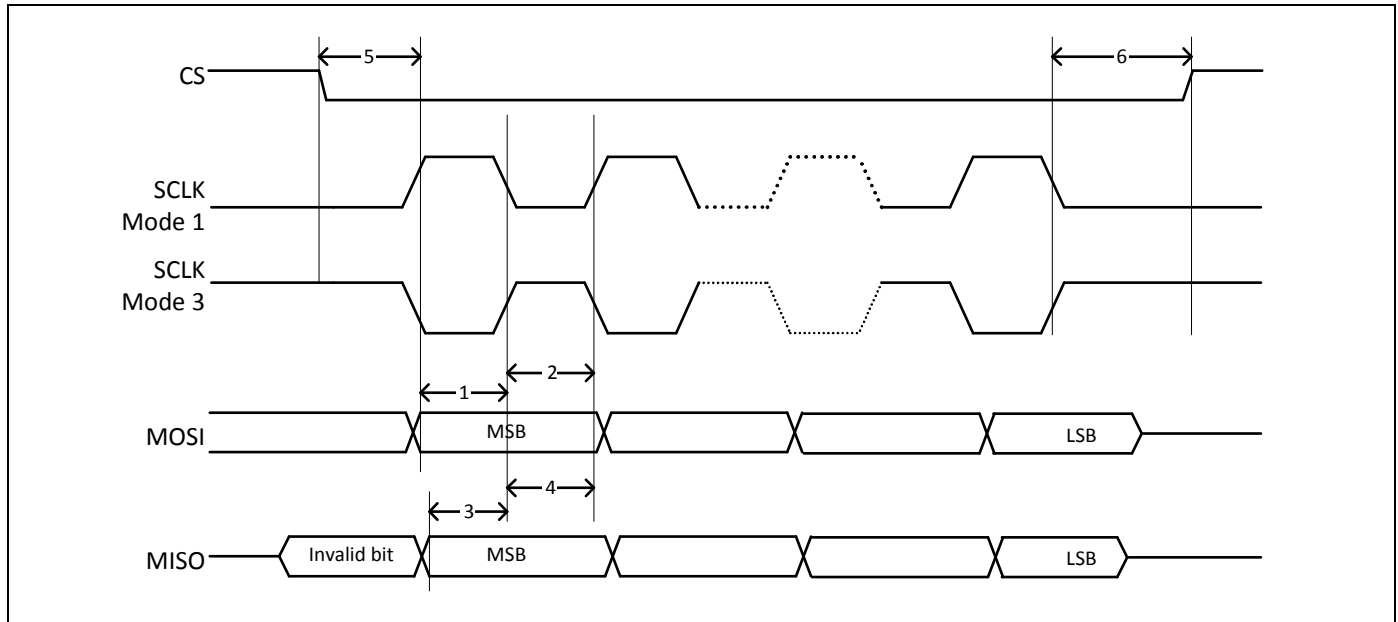 5
6
CS
SCLK
Mode 1
SCLK
Mode 3
2
1
MOSI
MSB
LSB
4
3
MISO
Invalid bit
MSB
LSB